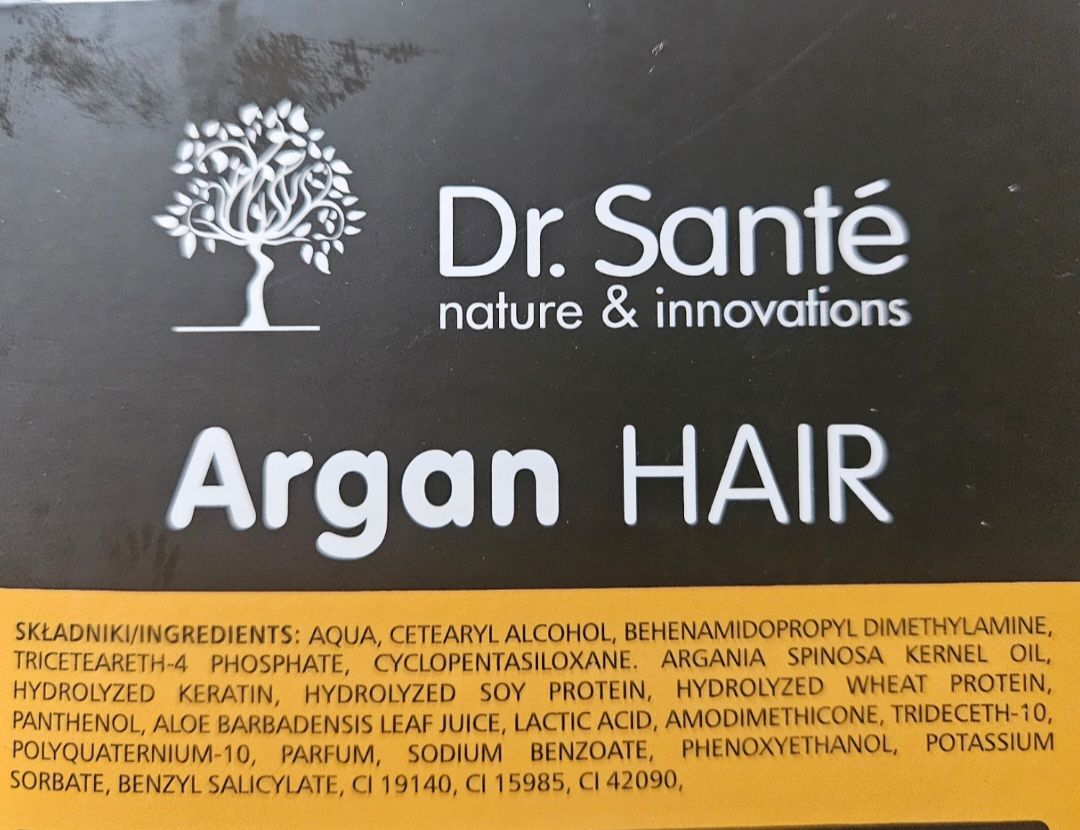 Dr. Santé
nature & innovations
Argan HAIR
SKŁADNIKI/INGREDIENTS: AQUA, CETEARYL ALCOHOL, BEHENAMIDOPROPYL DIMETHYLAMINE,
TRICETEARETH-4 PHOSPHATE, CYCLOPENTASILOXANE. ARGANIA SPINOSA KERNEL OIL,
HYDROLYZED KERATIN, HYDROLYZED SOY PROTEIN, HYDROLYZED WHEAT PROTEIN,
PANTHENOL, ALOE BARBADENSIS LEAF JUICE, LACTIC ACID, AMODIMETHICONE, TRIDECETH-10,
POLYQUATERNIUM-10, PARFUM, SODIUM BENZOATE, PHENOXYETHANOL, POTASSIUM
SORBATE, BENZYL SALICYLATE, CI 19140, CI 15985, CI 42090,